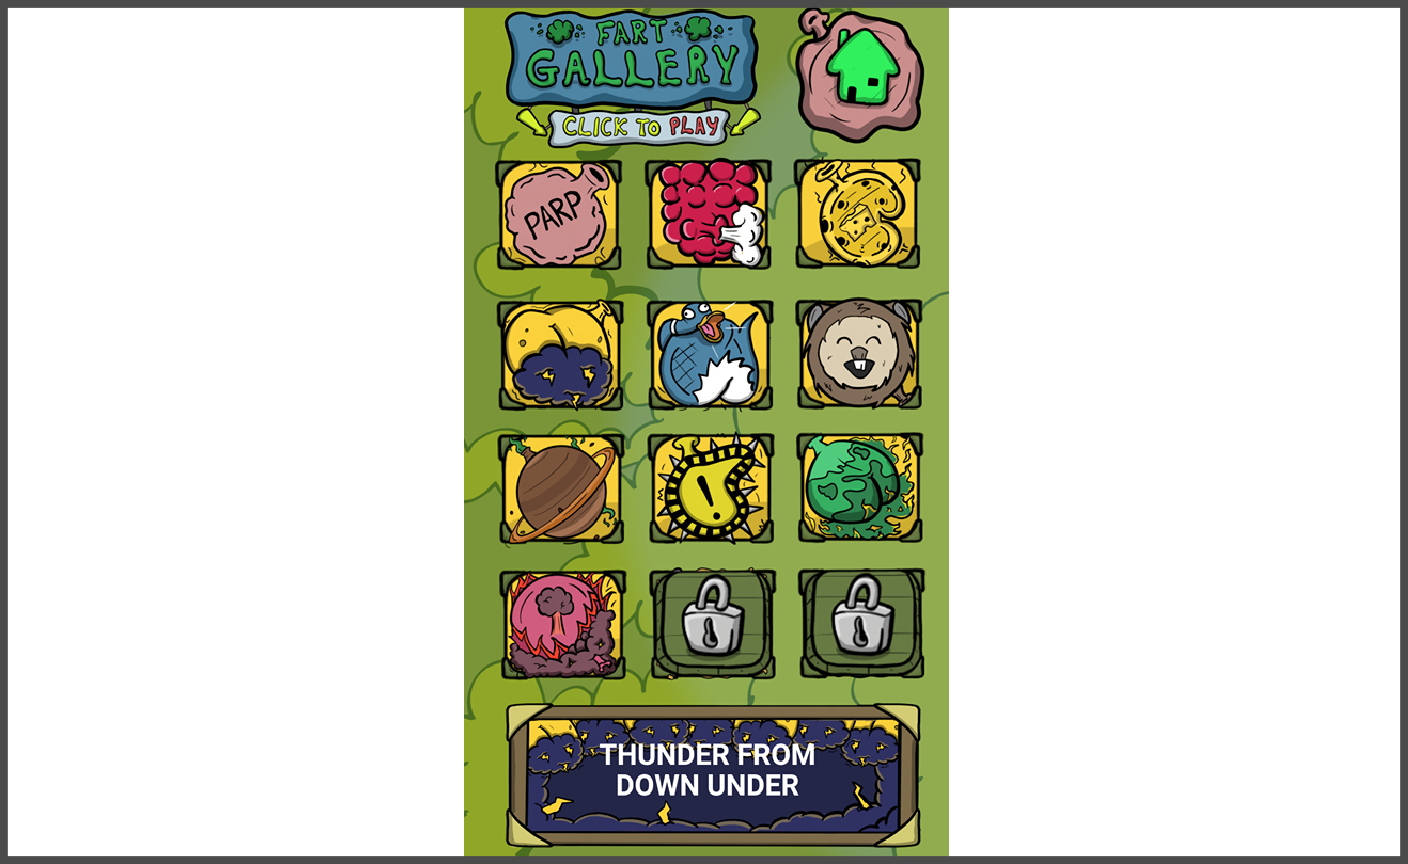 FART
GALLERY
CLICK TO PLAY
PARP
!
THUNDER FROM
DOWN UNDER